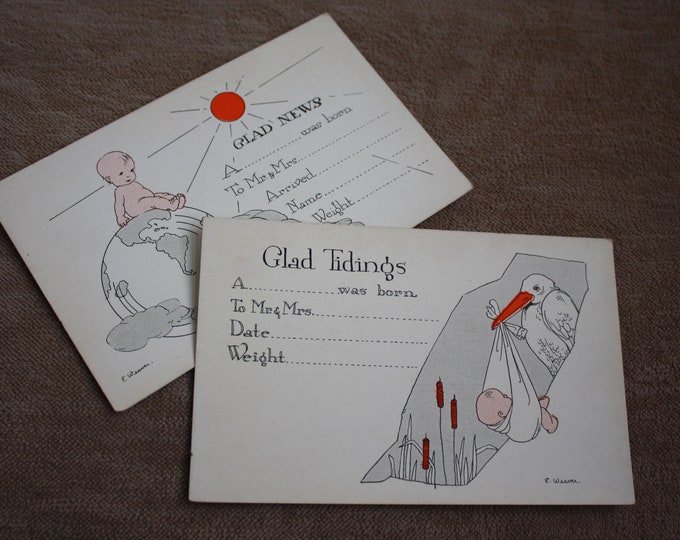 GLAD NEWS
A.................was born
To Mr & Mrs.
Arrived
Name
Weight
E. Weaver.
Glad Tidings
A.................was born
To Mr & Mrs.
Date
Weight
E. Weaver.